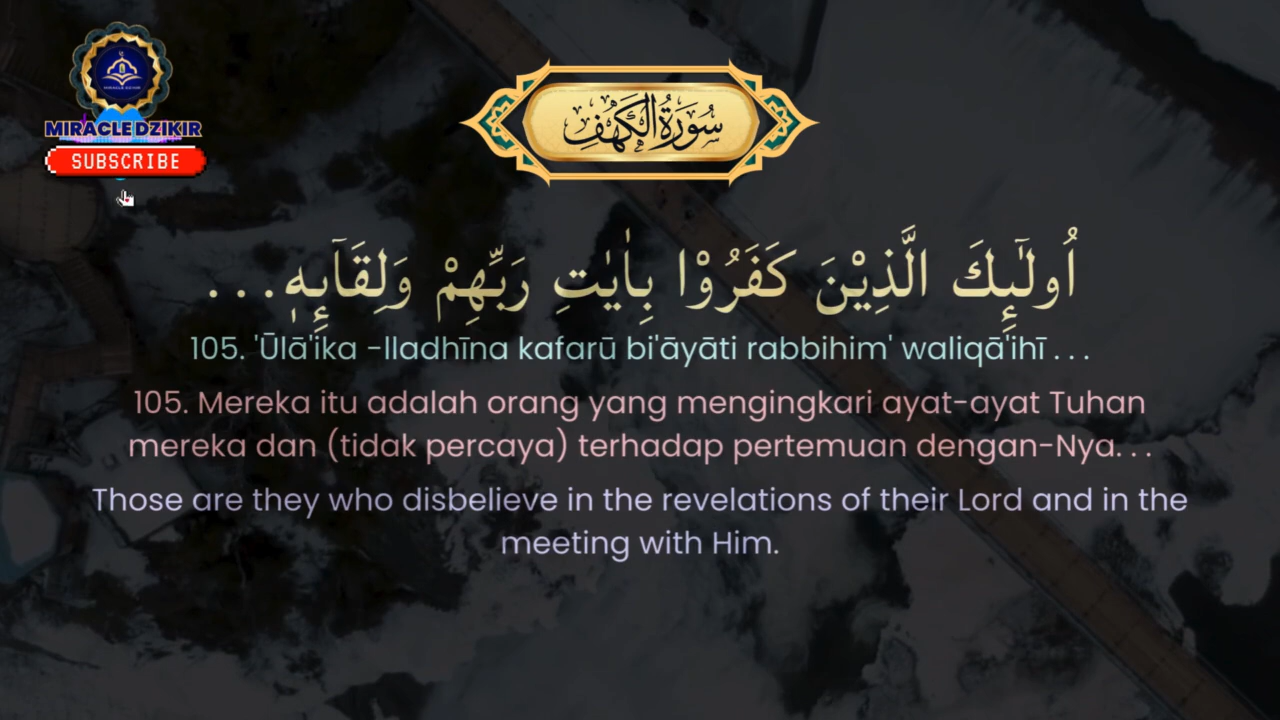 MIRACLE DZIKIR
SUBSCRIBE
سُوْرَةُ الْكَهْفِ
اُولٰۤىِٕكَ الَّذِيْنَ كَفَرُوْا بِاٰيٰتِ رَبِّهِمْ وَلِقَاۤىِٕهٖ . . .
105. 'Ūlā'ika -lladhīna kafarū bi'āyāti rabbihim' waliqā'ihī . . .
105. Mereka itu adalah orang yang mengingkari ayat-ayat Tuhan
mereka dan (tidak percaya) terhadap pertemuan dengan-Nya. . .
Those are they who disbelieve in the revelations of their Lord and in the
meeting with Him.